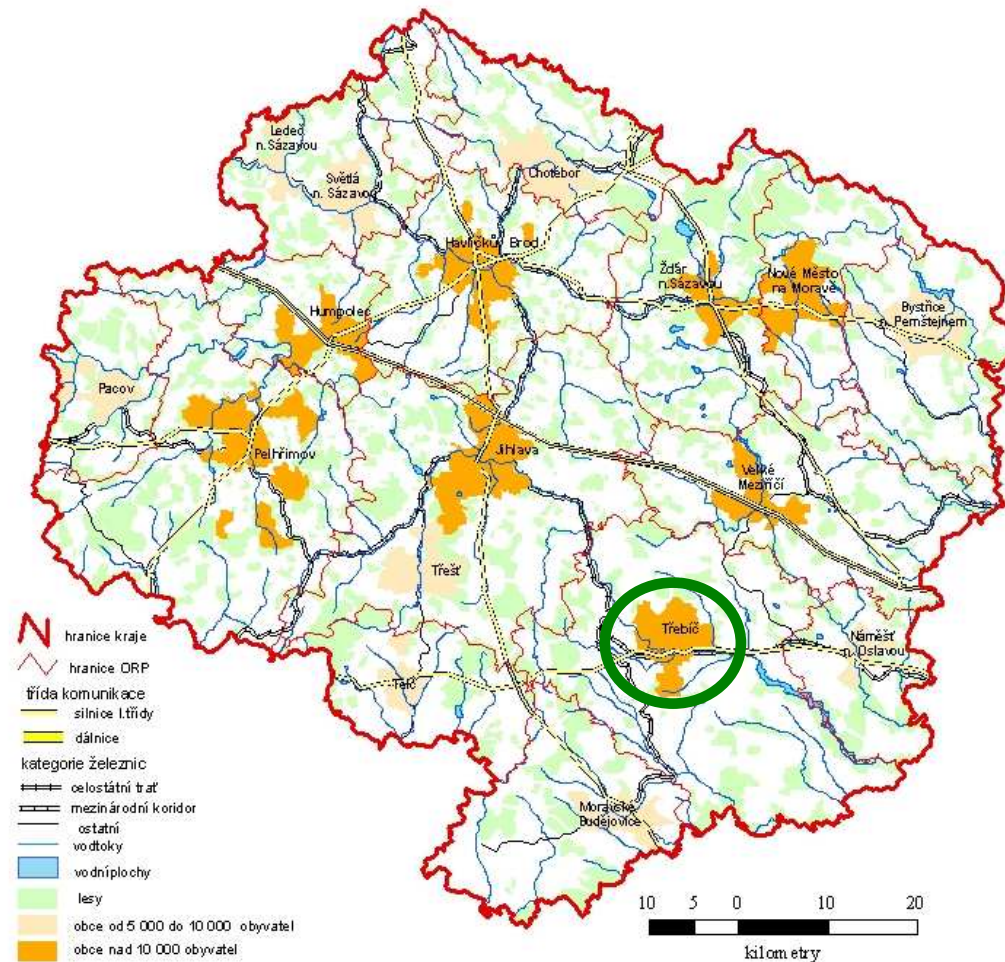 Ledeč
n. Sázavou
Světlá
n. Sázavou
Chotěboř
Havlíčkův Brod
Žďár
n.Sázavou
Nové Město
na Moravě
Bystřice
n. Pernštejnem
Humpolec
Pacov
Pelhřimov
Jihlava
Velké
Meziříčí
Třešť
Třebíč
Náměšť
n. Oslavou
Telč
Moravské
Budějovice
hranice kraje
hranice ORP
třída komunikace
silnice I.třídy
dálnice
kategorie železnic
celostátní trať
mezinárodní koridor
ostatní
vodtoky
vodníplochy
lesy
obce od 5 000 do 10 000 obyvatel
obce nad 10 000 obyvatel
10 5 0 10 20
kilometry